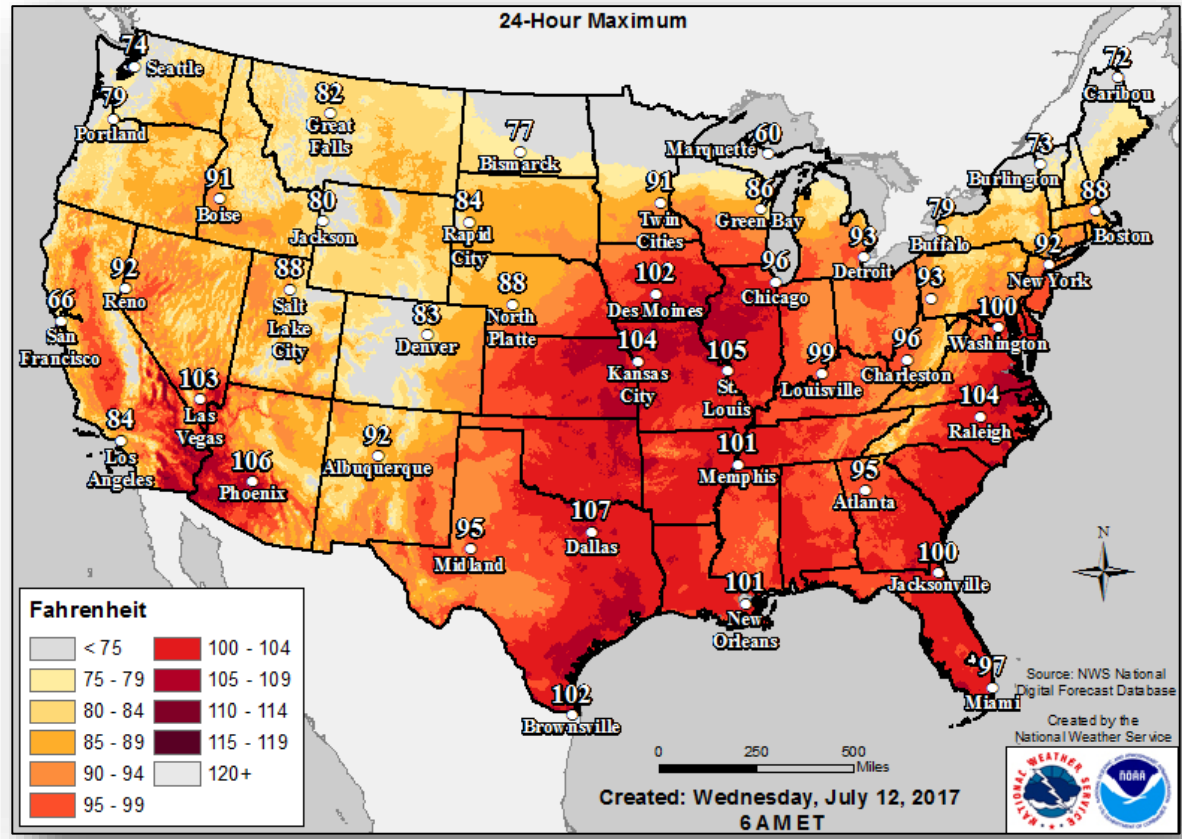 24-Hour Maximum
74
Seattle
72
Caribou
79
Portland
82
Great
Falls
77
Bismarck
60
Marquette
73
Burlington
91
Boise
80
Jackson
84
Rapid
City
91
Twin
Cities
86
Green Bay
79
Buffalo
88
Boston
93
Detroit
92
New York
92
Reno
88
Salt
Lake
City
88
North
Platte
102
Des Moines
96
Chicago
93
100
Washington
66
San
Francisco
83
Denver
104
Kansas
City
105
St.
Louis
99
Louisville
96
Charleston
103
Las
Vegas
104
Raleigh
84
Los
Angeles
106
Phoenix
92
Albuquerque
101
Memphis
95
Atlanta
95
Midland
107
Dallas
100
Jacksonville
101
New
Orleans
97
Miami
102
Brownsville
N
Fahrenheit
< 75
75 - 79
80 - 84
85 - 89
90 - 94
95 - 99
100 - 104
105 - 109
110 - 114
115 - 119
120+
Source: NWS National
Digital Forecast Database
Created by the
National Weather Service
0 250 500
Miles
Created: Wednesday, July 12, 2017
6 AM ET
NATIONAL WEATHER SERVICE
NOAA